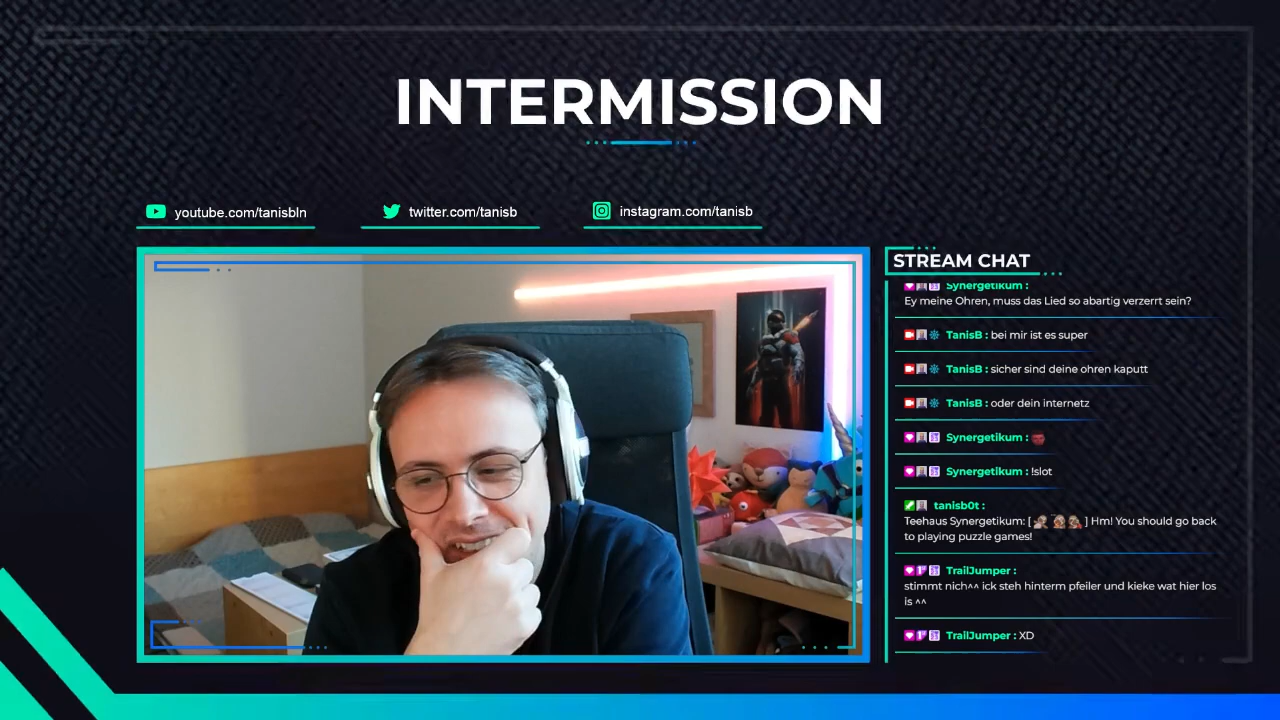 INTERMISSION
youtube.com/tanisbln
twitter.com/tanisb
instagram.com/tanisb
STREAM CHAT
Synergetikum :
Ey meine Ohren, muss das Lied so abartig verzerrt sein?
TanisB : bei mir ist es super
TanisB : sicher sind deine ohren kaputt
TanisB : oder dein internetz
Synergetikum :
Synergetikum : !slot
tanisb0t :
Teehaus Synergetikum: [ ] Hm! You should go back
to playing puzzle games!
TrailJumper :
stimmt nich^^ ick steh hinterm pfeiler und kieke wat hier los
is ^^
TrailJumper : XD